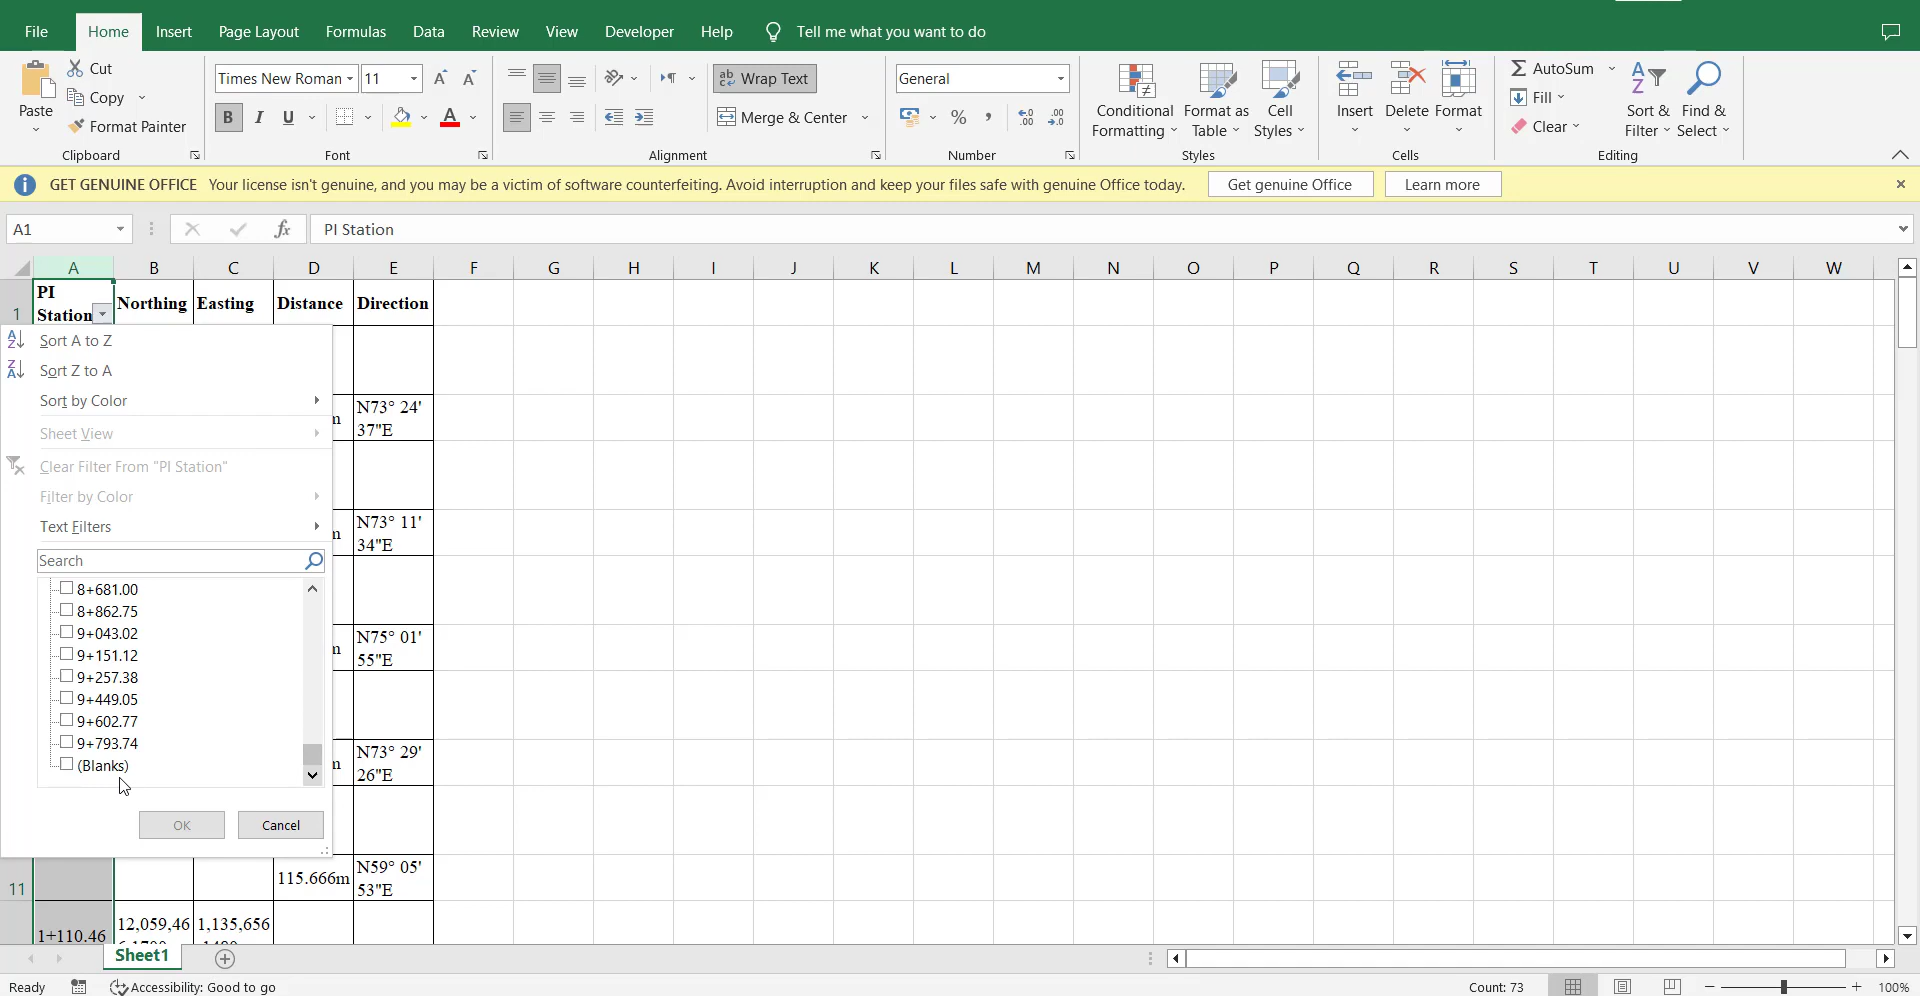 File Home Insert Page Layout Formulas Data Review View Developer Help Tell me what you want to do
Paste Cut Copy Format Painter Clipboard
Times New Roman 11 A A B I U A Font
Wrap Text Merge & Center Alignment
General % Number
Conditional Formatting Format as Table Cell Styles Styles
Insert Delete Format Cells
AutoSum Fill Clear Sort & Filter Find & Select Editing
GET GENUINE OFFICE Your license isn't genuine, and you may be a victim of software counterfeiting. Avoid interruption and keep your files safe with genuine Office today. Get genuine Office Learn more
A1 fx PI Station
A B C D E F G H I J K L M N O P Q R S T U V W
1 PI Station Northing Easting Distance Direction
Sort A to Z
Sort Z to A
Sort by Color
Sheet View
Clear Filter From "PI Station"
Filter by Color
Text Filters
Search
8+681.00
8+862.75
9+043.02
9+151.12
9+257.38
9+449.05
9+602.77
9+793.74
(Blanks)
OK Cancel
m N73° 24' 37"E
m N73° 11' 34"E
m N75° 01' 55"E
m N73° 29' 26"E
11 115.666m N59° 05' 53"E
1+110.46 12,059,46 1,135,656
Sheet1
Ready Accessibility: Good to go Count: 73 100%